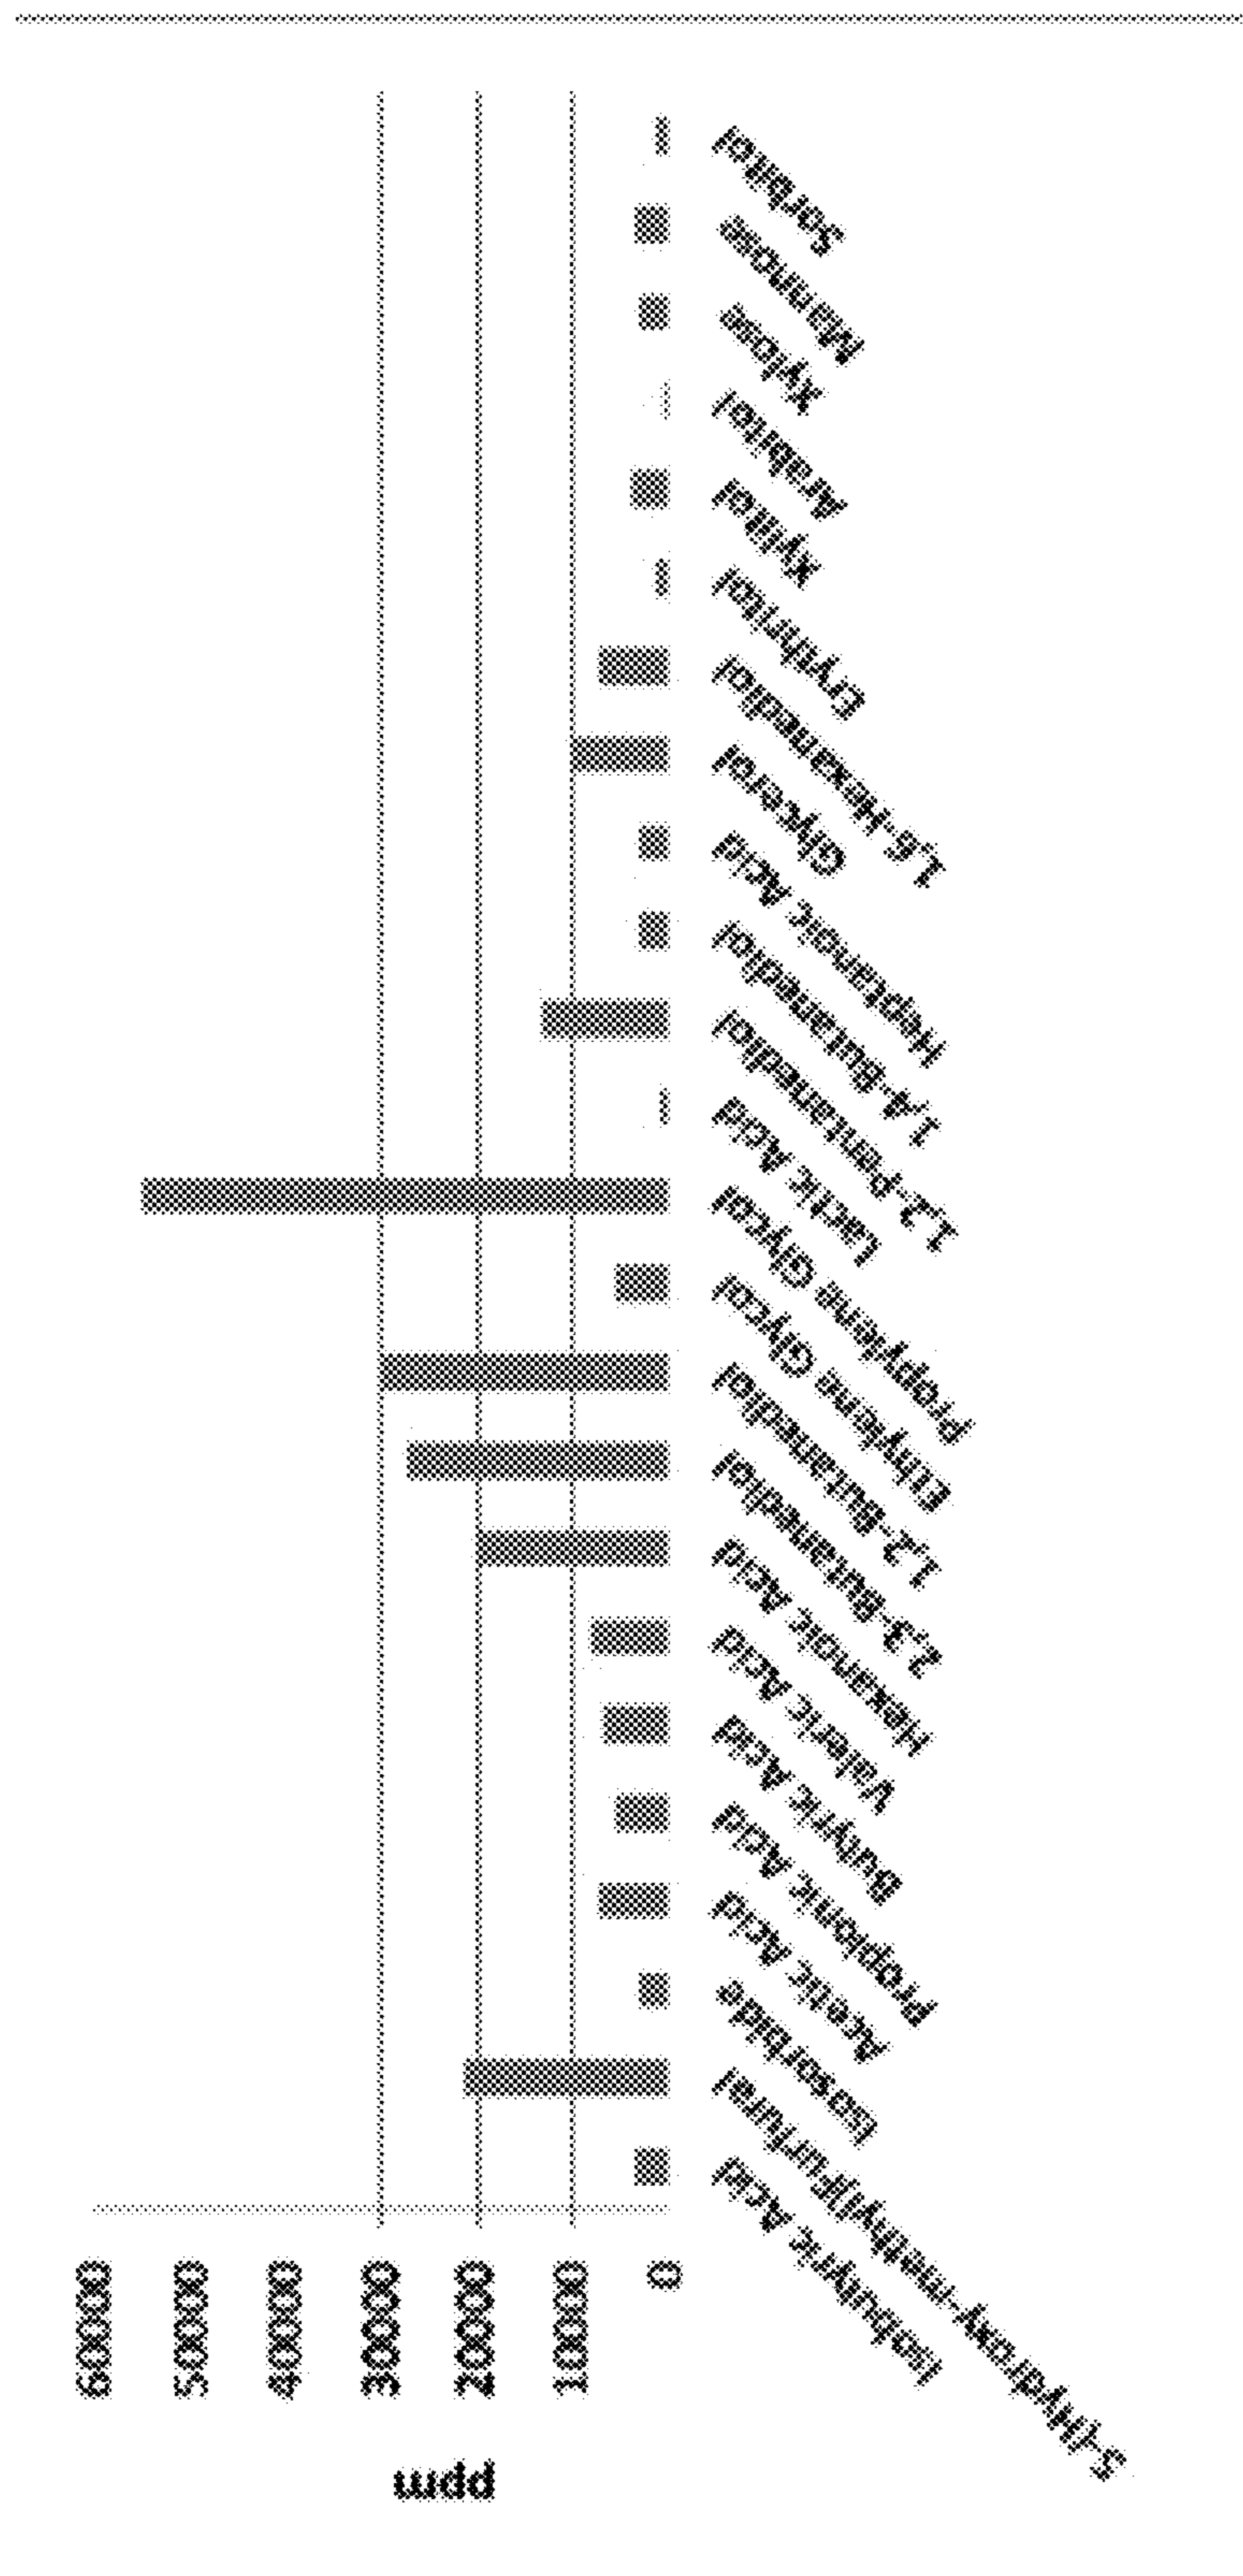 ppm
60000
50000
40000
30000
20000
10000
0
Isobutyric Acid
5-(Hydroxy-methyl)Furfural
Isosorbide
Acetic Acid
Propionic Acid
Butyric Acid
Valeric Acid
Hexanoic Acid
2,3-Butanediol
1,2-Butanediol
Ethylene Glycol
Propylene Glycol
Lactic Acid
1,2-Pentanediol
1,4-Butanediol
Heptanoic Acid
Glycerol
1,6-Hexanediol
Erythritol
Xylitol
Arabitol
Xylose
Mannose
Sorbitol